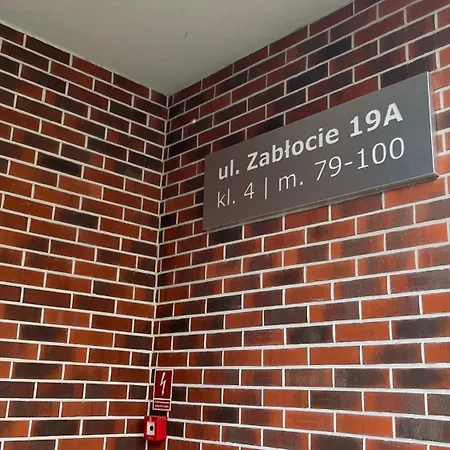 ul. Zabłocie 19A
kl. 4 | m. 79-100